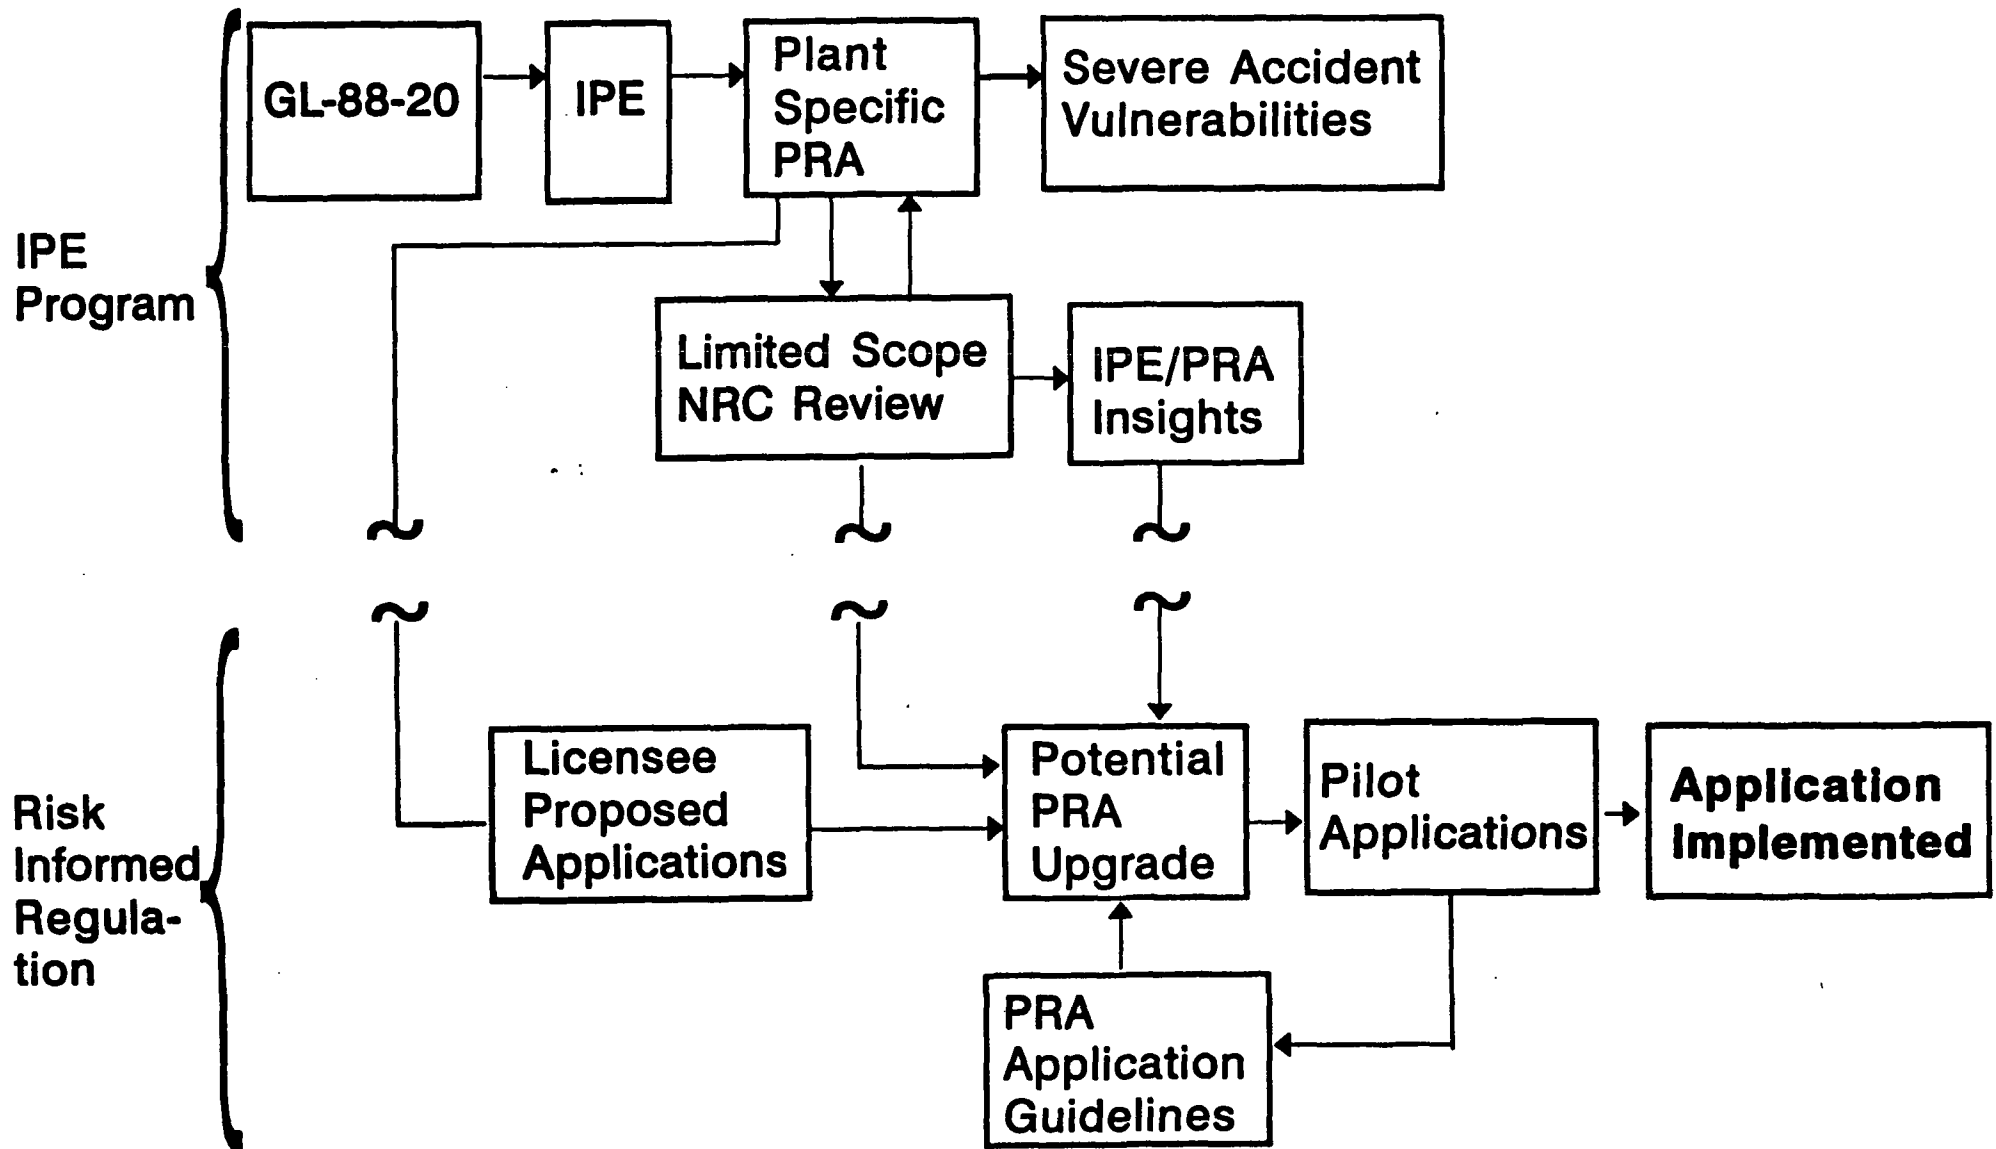 IPE
Program
GL-88-20
IPE
Plant
Specific
PRA
Severe Accident
Vulnerabilities
Limited Scope
NRC Review
IPE/PRA
Insights
Risk
Informed
Regula-
tion
Licensee
Proposed
Applications
Potential
PRA
Upgrade
Pilot
Applications
Application
Implemented
PRA
Application
Guidelines